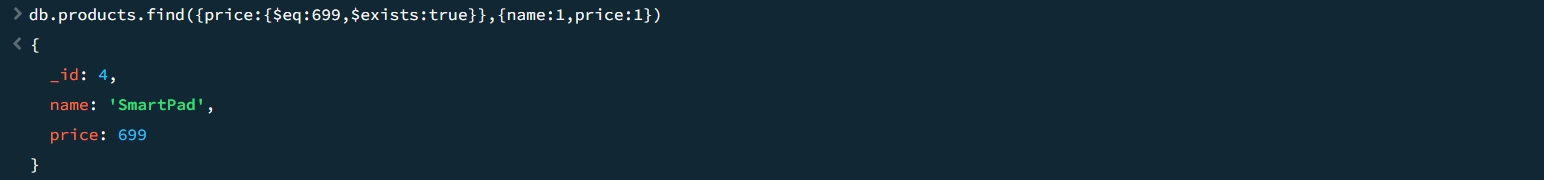 > db.products.find({price:{$eq:699,$exists:true}},{name:1,price:1})
< {
_id: 4,
name: 'SmartPad',
price: 699
}